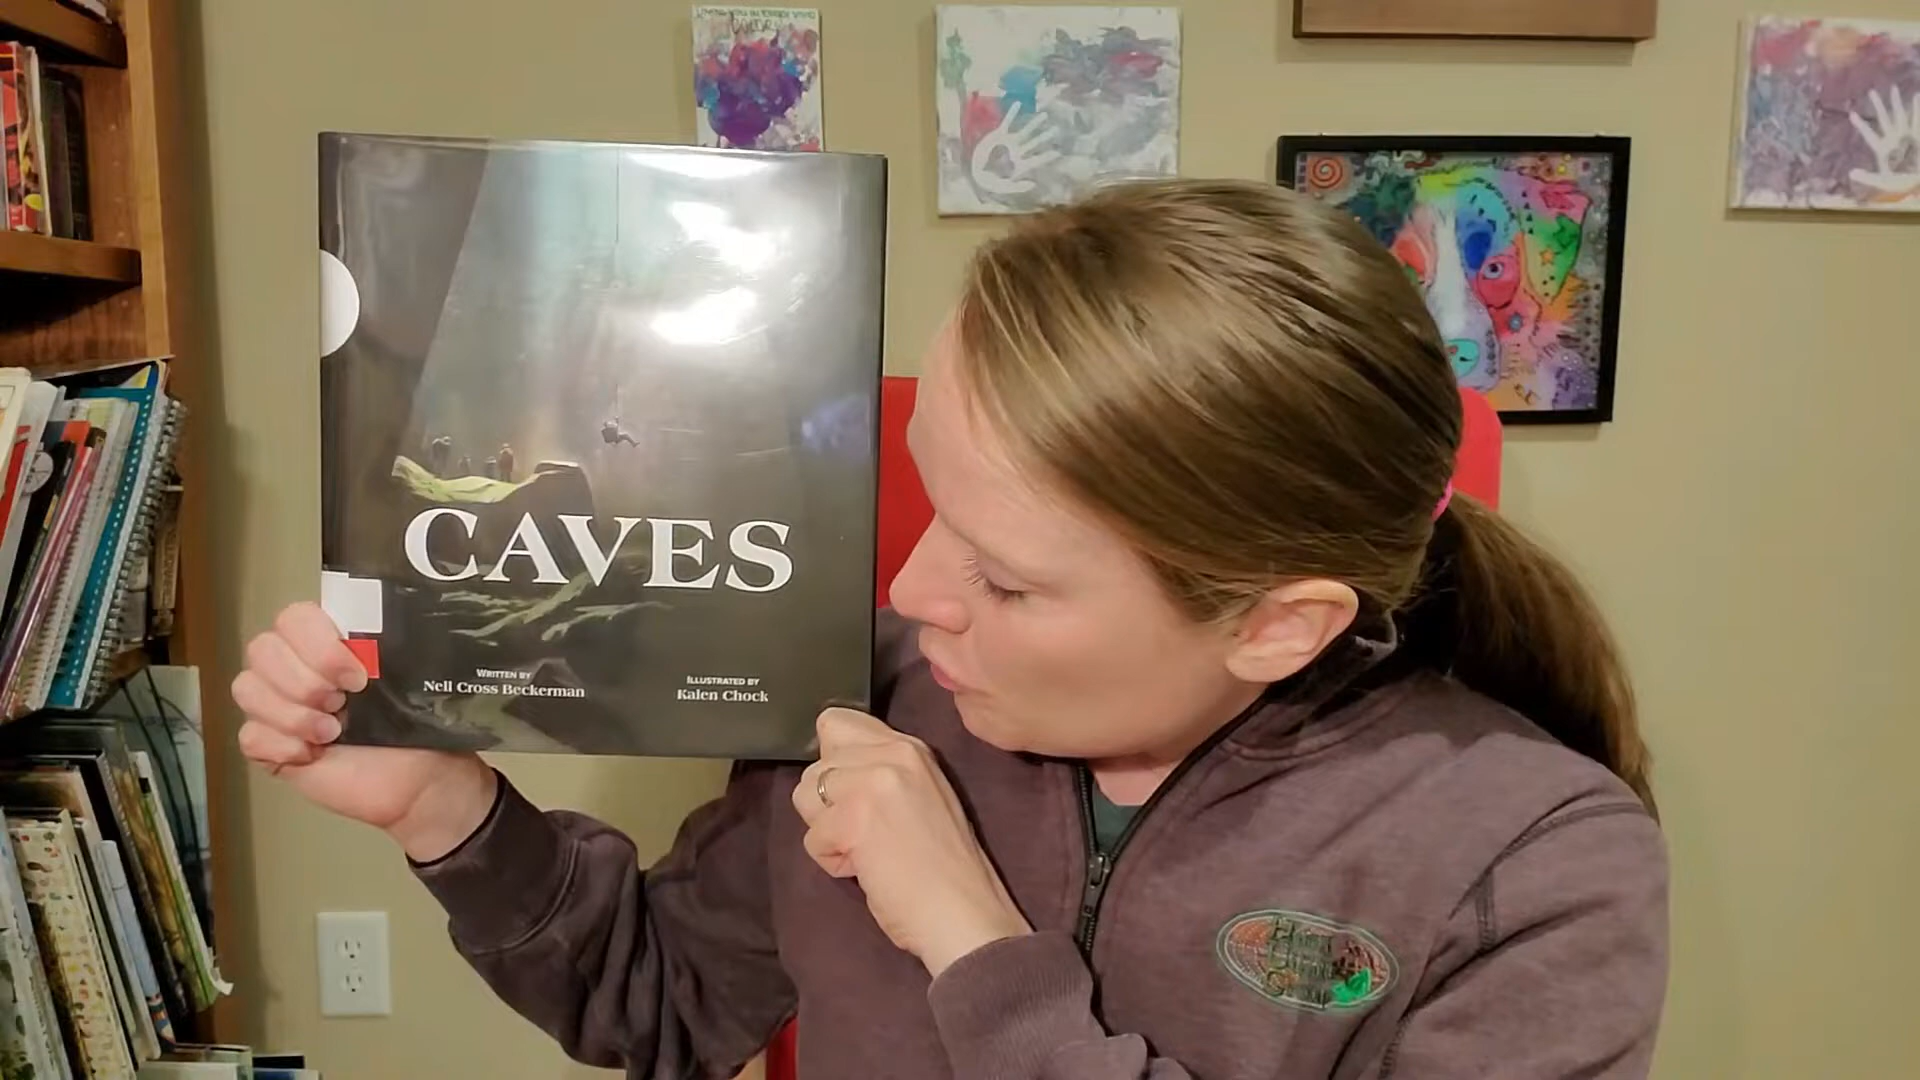 CAVES
WRITTEN BY
Nell Cross Beckerman
ILLUSTRATED BY
Kalen Chock